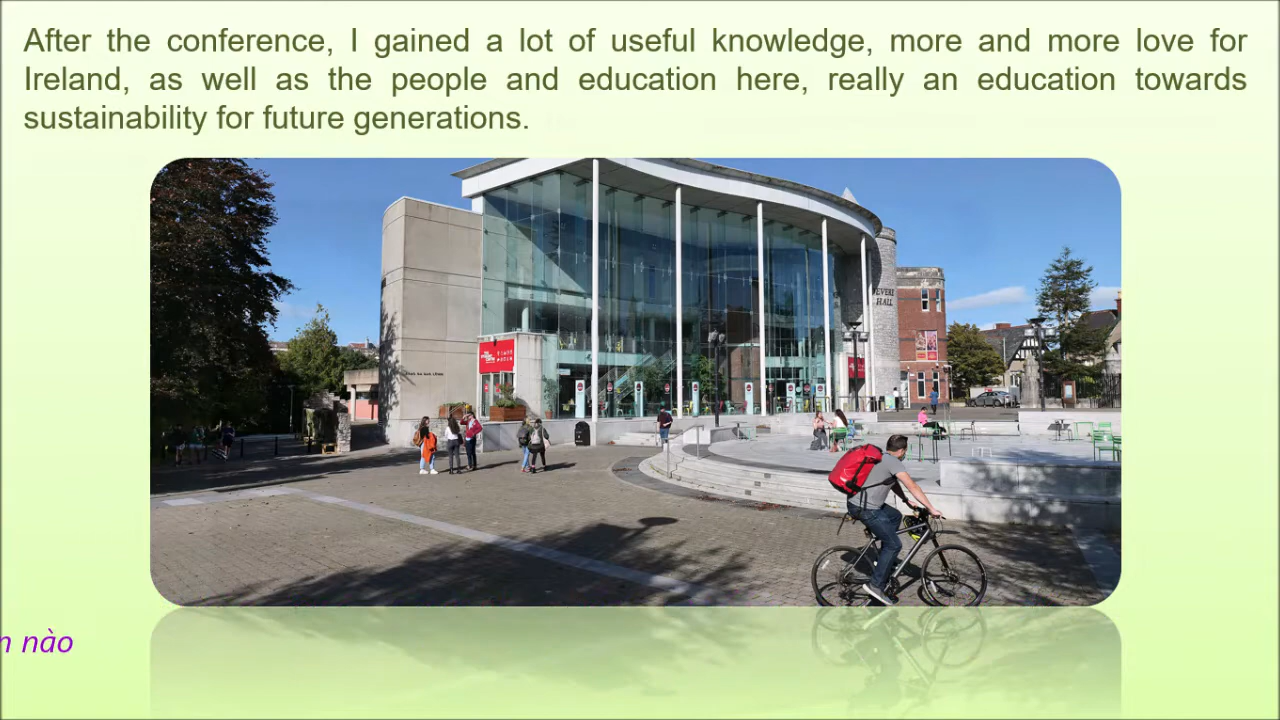 After the conference, I gained a lot of useful knowledge, more and more love for
Ireland, as well as the people and education here, really an education towards
sustainability for future generations.
HALL
nào